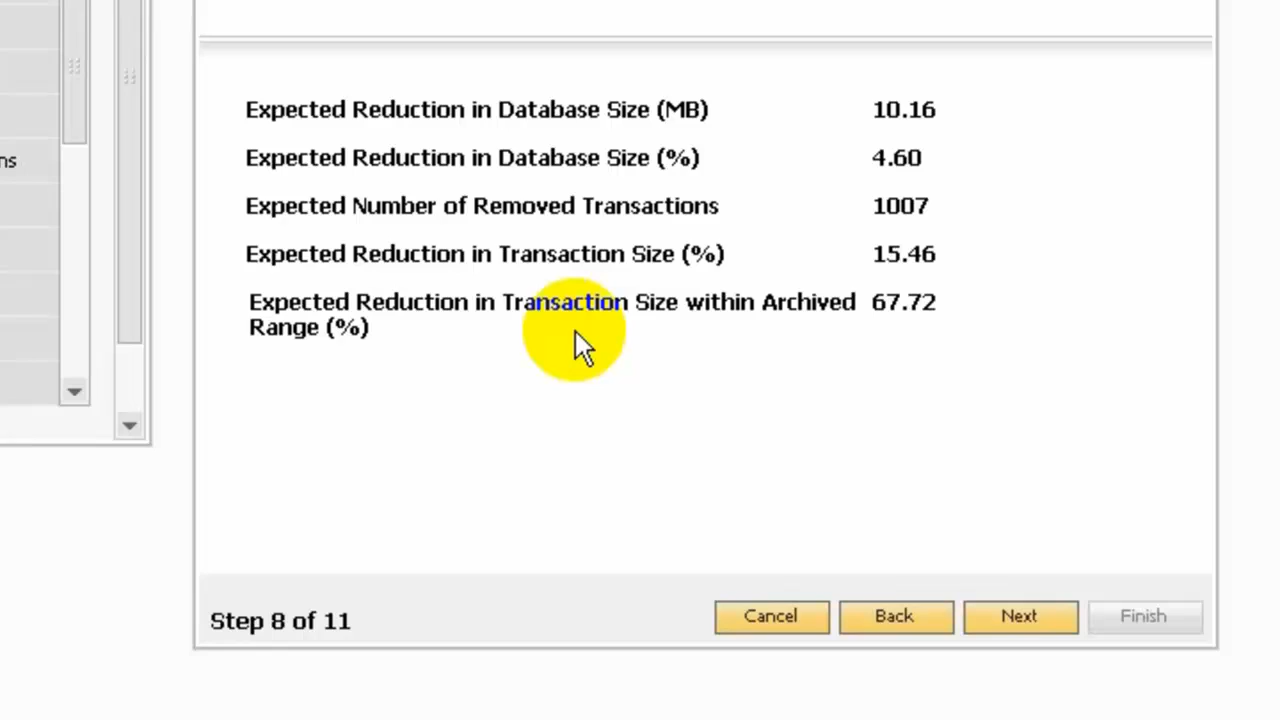 Expected Reduction in Database Size (MB) 10.16
ns
Expected Reduction in Database Size (%) 4.60
Expected Number of Removed Transactions 1007
Expected Reduction in Transaction Size (%) 15.46
Expected Reduction in Transaction Size within Archived 67.72
Range (%)
Step 8 of 11 Cancel Back Next Finish